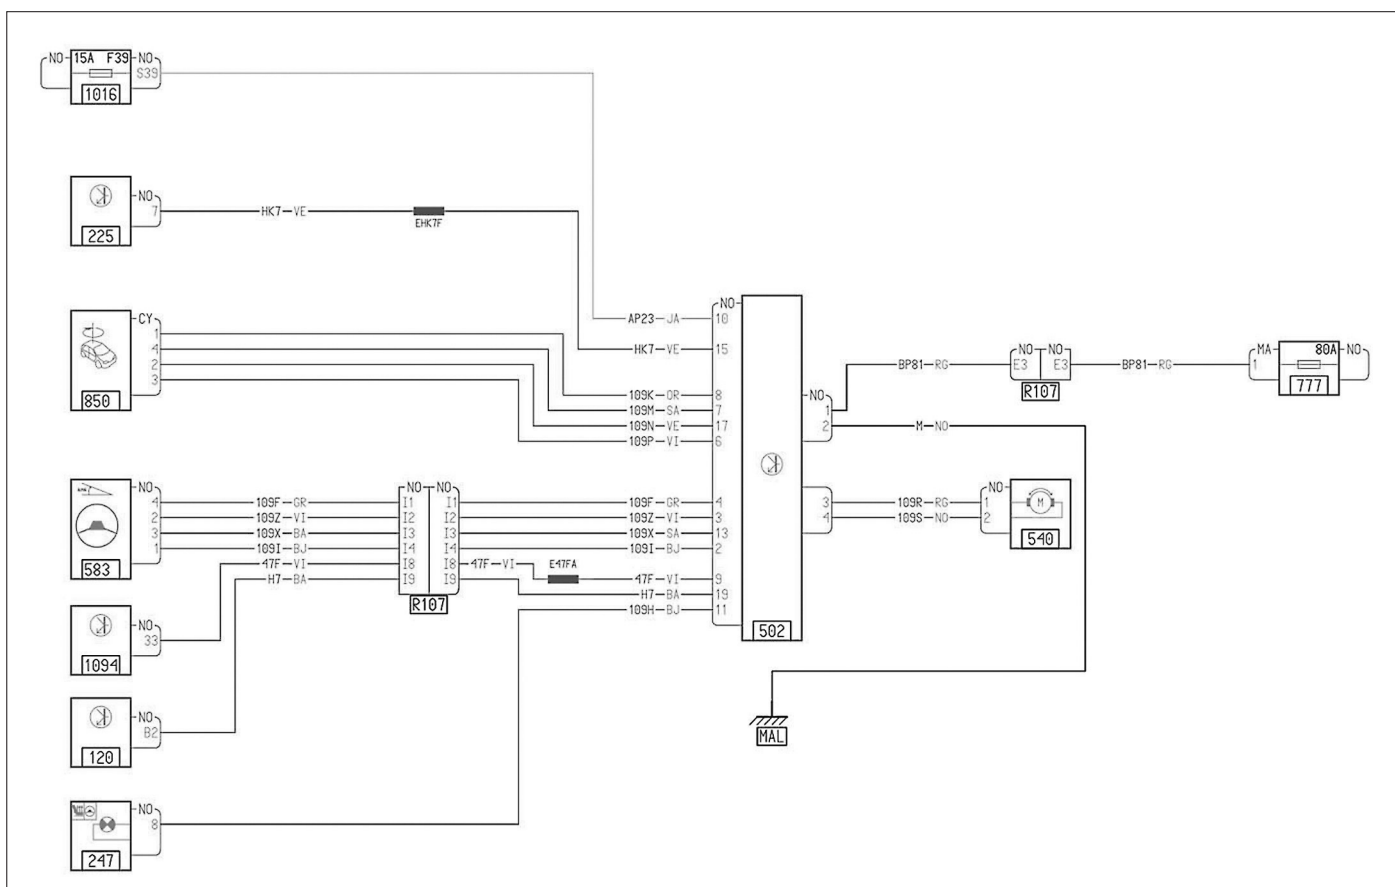 NO 15A F39 NO
S39
1016
NO
7
HK7 VE
EHK7F
225
CY
1
4
2
3
850
NO
AP23 JA 10
HK7 VE 15
109K OR 8
109M SA 7
109N VE 17
109P VI 6
NO
1
2
BP81 RG
NO NO
E3 E3
R107
BP81 RG
MA 80A NO
1
777
M NO
NO
4 109F GR I1
2 109Z VI I2
3 109X BA I3
1 109I BJ I4
47F VI I8
H7 BA I9
583
NO NO
R107
I1 109F GR 4
I2 109Z VI 3
I3 109X SA 13
I4 109I BJ 2
I8 47F VI E47FA 47F VI 9
I9 H7 BA 19
109H BJ 11
502
3 109R RG 1
4 109S NO 2
NO
M
540
NO
33
1094
NO
B2
120
MAL
NO
8
247